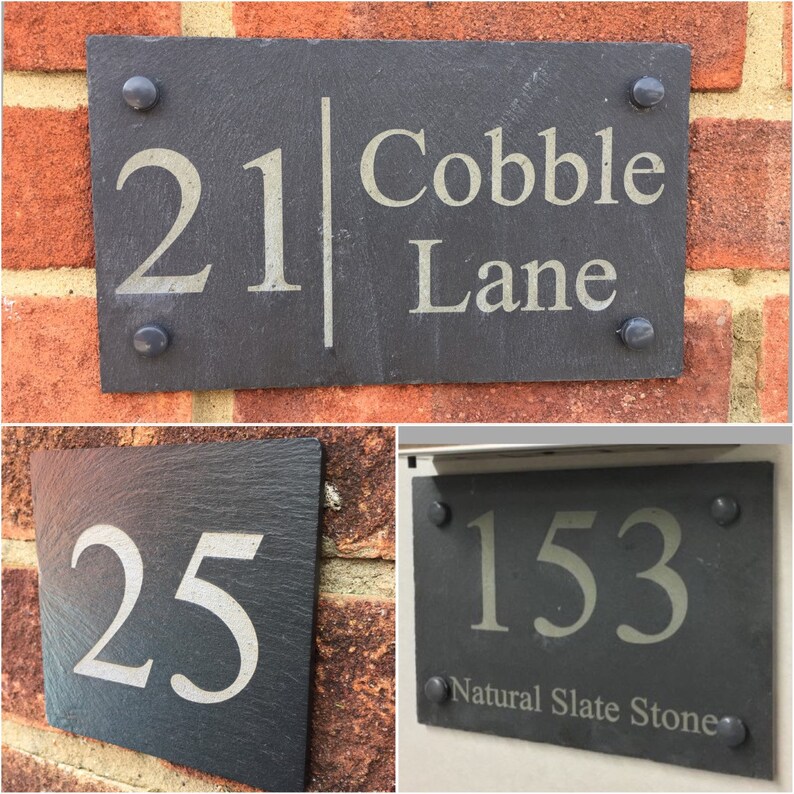 21
Cobble
Lane
25
153
Natural Slate Stone